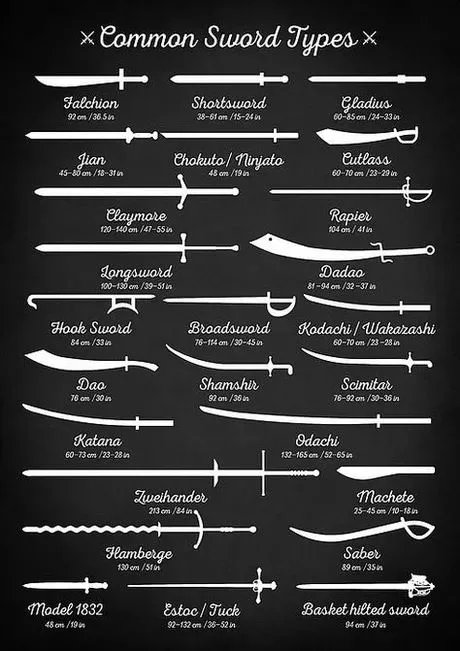 Common Sword Types
Falchion
92 cm / 36.5 in
Shortsword
38-61 cm / 15-24 in
Gladius
60-85 cm / 24-33 in
Jian
45-80 cm / 18-31 in
Chokuto / Ninjato
48 cm / 19 in
Cutlass
60-70 cm / 23-29 in
Claymore
120-140 cm / 47-55 in
Rapier
104 cm / 41 in
Longsword
100-130 cm / 39-51 in
Dadao
81-94 cm / 32-37 in
Hook Sword
84 cm / 33 in
Broadsword
76-114 cm / 30-45 in
Kodachi / Wakazashi
60-70 cm / 23-28 in
Dao
76 cm / 30 in
Shamshir
92 cm / 36 in
Scimitar
76-92 cm / 30-36 in
Katana
60-73 cm / 23-28 in
Odachi
132-165 cm / 52-65 in
Zweihander
213 cm / 84 in
Machete
25-45 cm / 10-18 in
Flamberge
130 cm / 51 in
Saber
89 cm / 35 in
Model 1832
48 cm / 19 in
Estoc / Tuck
92-132 cm / 36-52 in
Basket hilted sword
94 cm / 37 in